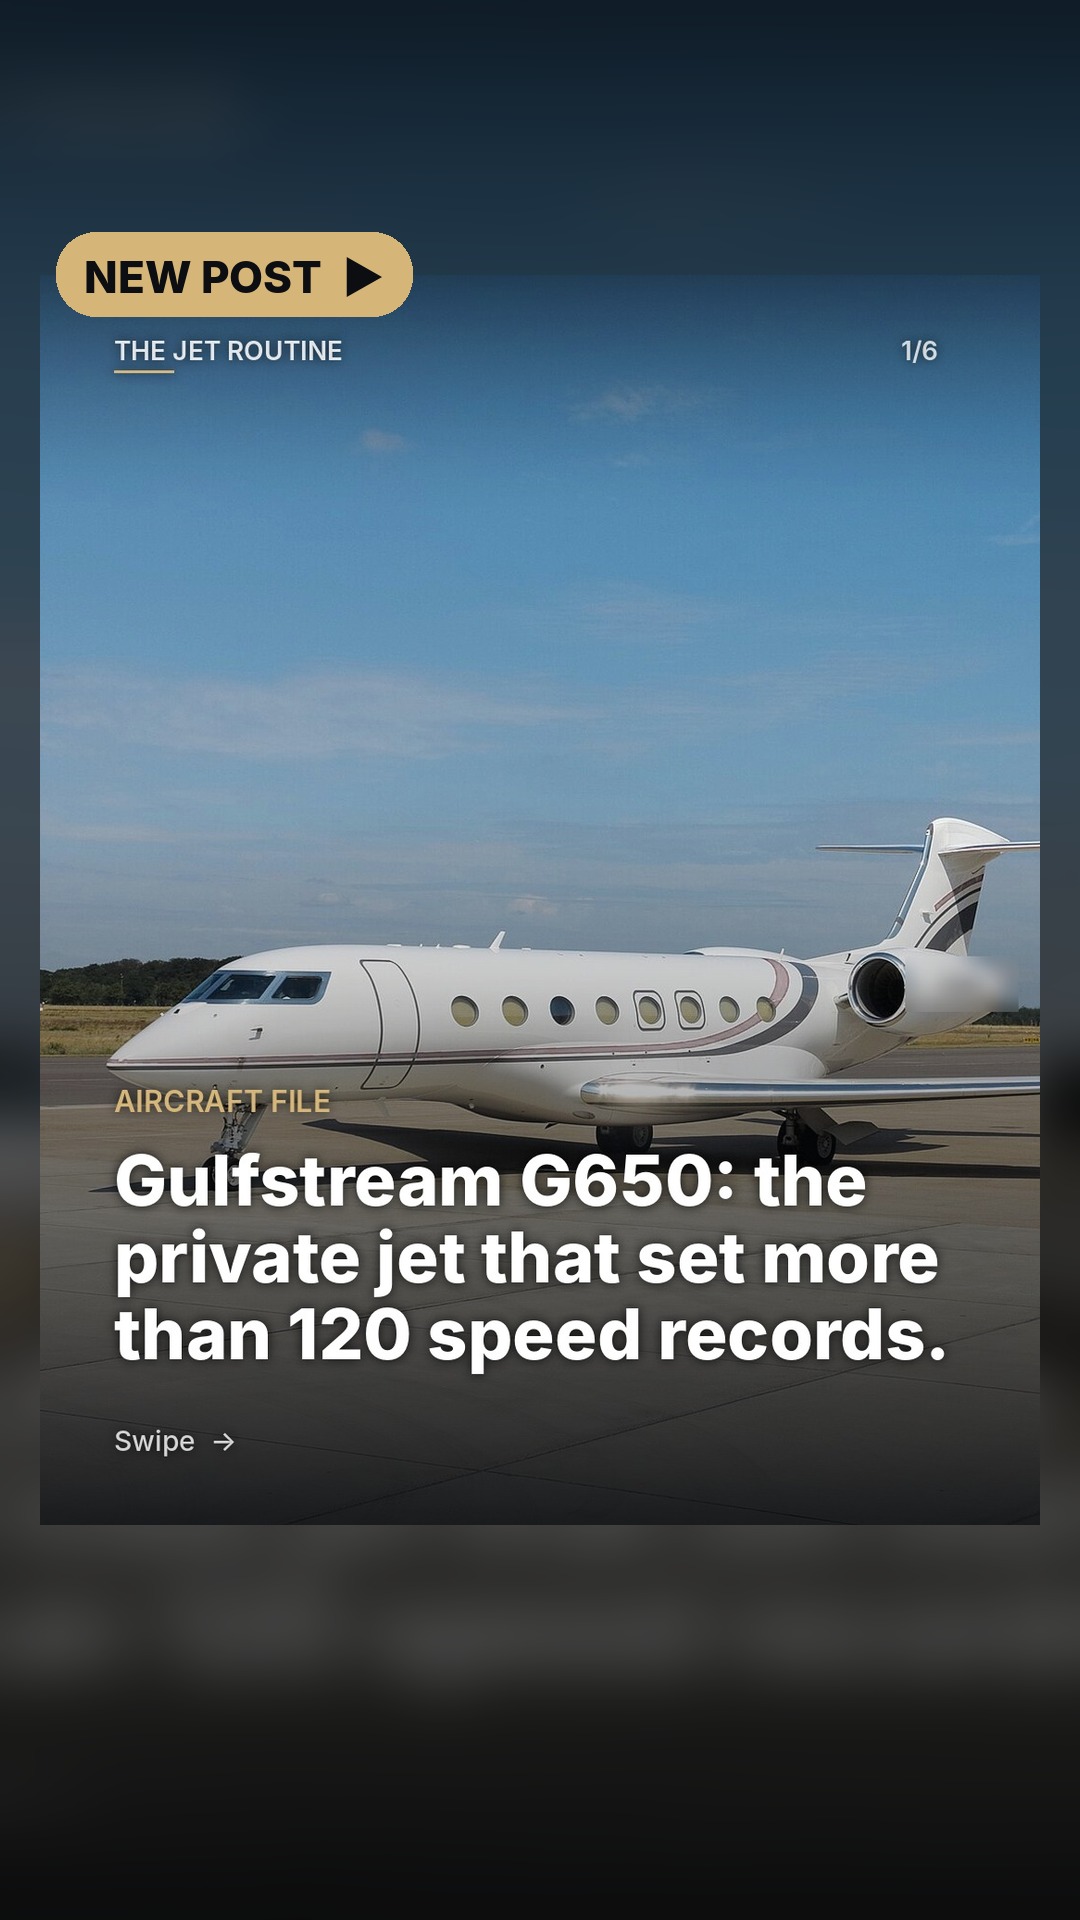 NEW POST
THE JET ROUTINE
1/6
AIRCRAFT FILE
Gulfstream G650: the
private jet that set more
than 120 speed records.
Swipe →